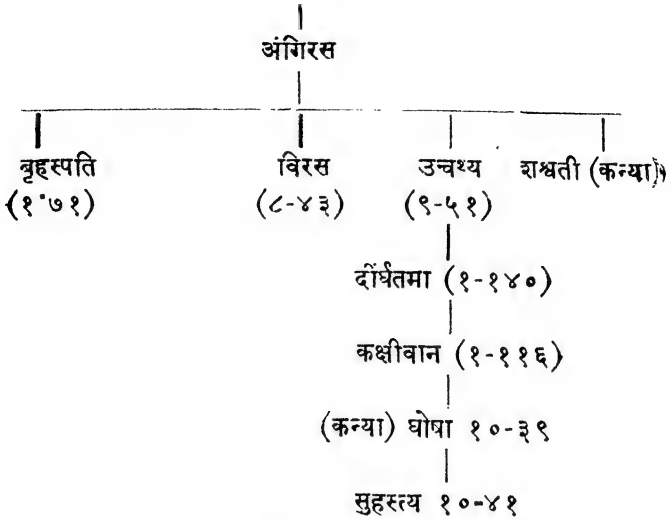 अंगिरस
बृहस्पति विरस उचथ्य शश्वती (कन्या)
(१.७१) (८-४३) (९-५१)
दीर्घतमा (१-१४०)
कक्षीवान (१-११६)
(कन्या) घोषा १०-३९
सुहस्त्य १०-४१